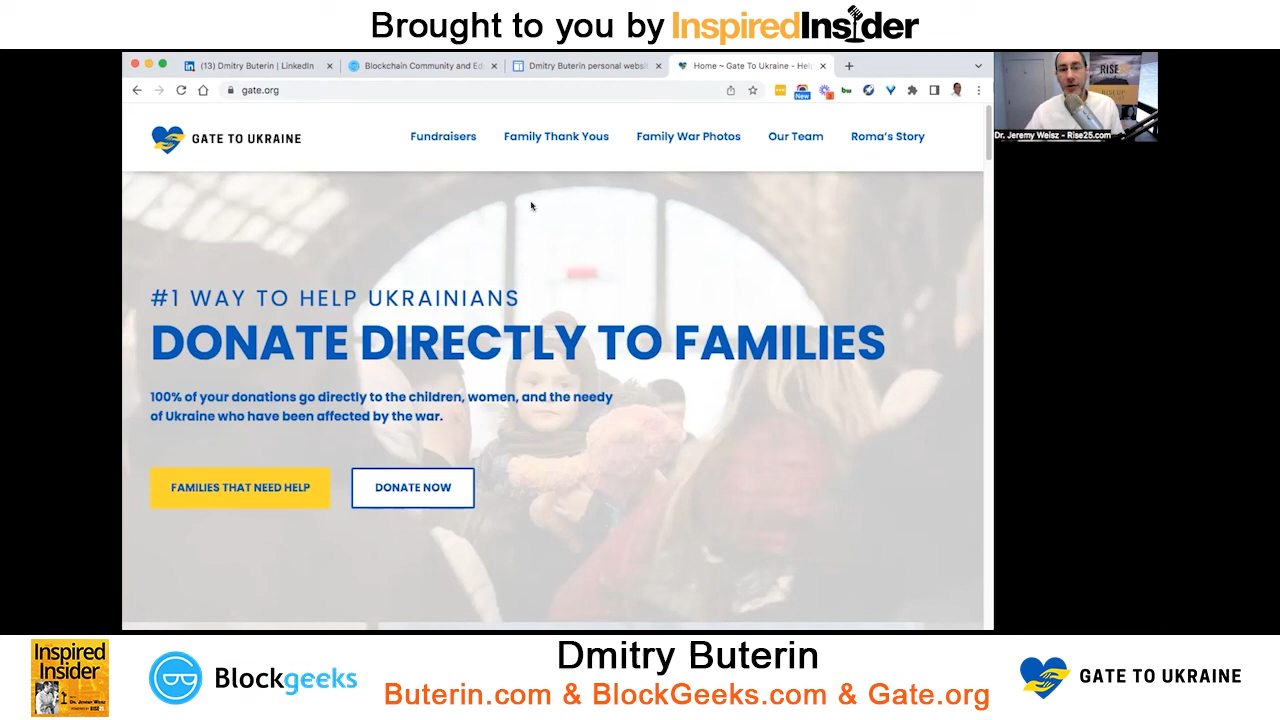 Brought to you by InspiredInsider
(13) Dmitry Buterin | LinkedIn
Blockchain Community and Ed
Dmitry Buterin personal websi
Home ~ Gate To Ukraine - Hel
gate.org
New
GATE TO UKRAINE
Fundraisers
Family Thank Yous
Family War Photos
Our Team
Roma's Story
RISE
Dr. Jeremy Weisz - Rise25.com
#1 WAY TO HELP UKRAINIANS
DONATE DIRECTLY TO FAMILIES
100% of your donations go directly to the children, women, and the needy
of Ukraine who have been affected by the war.
FAMILIES THAT NEED HELP
DONATE NOW
Inspired
Insider
Blockgeeks
Dmitry Buterin
Buterin.com & BlockGeeks.com & Gate.org
GATE TO UKRAINE